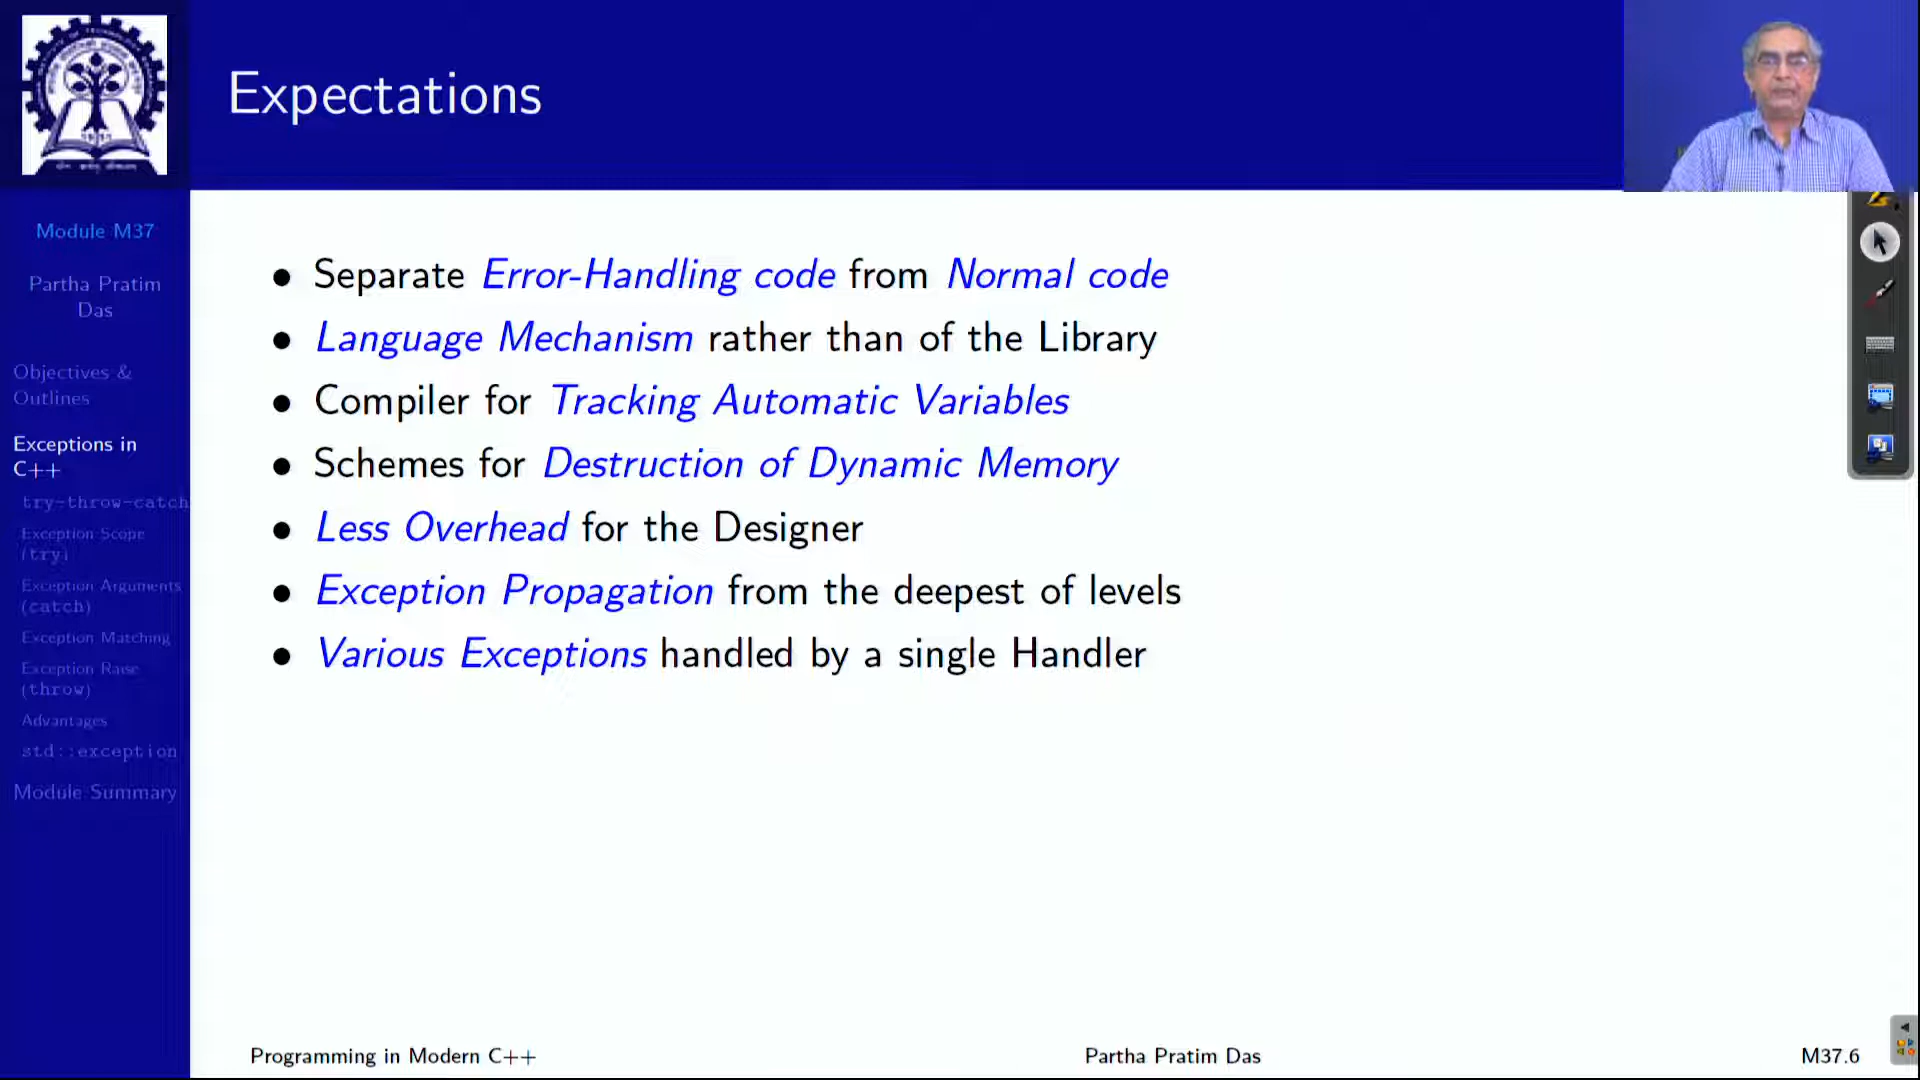 Expectations
Module M37
Partha Pratim
Das
Objectives &
Outlines
Exceptions in
C++
try-throw-catch
Exception Scope
(try)
Exception Arguments
(catch)
Exception Matching
Exception Raise
(throw)
Advantages
std::exception
Module Summary
• Separate Error-Handling code from Normal code
• Language Mechanism rather than of the Library
• Compiler for Tracking Automatic Variables
• Schemes for Destruction of Dynamic Memory
• Less Overhead for the Designer
• Exception Propagation from the deepest of levels
• Various Exceptions handled by a single Handler
Programming in Modern C++
Partha Pratim Das
M37.6